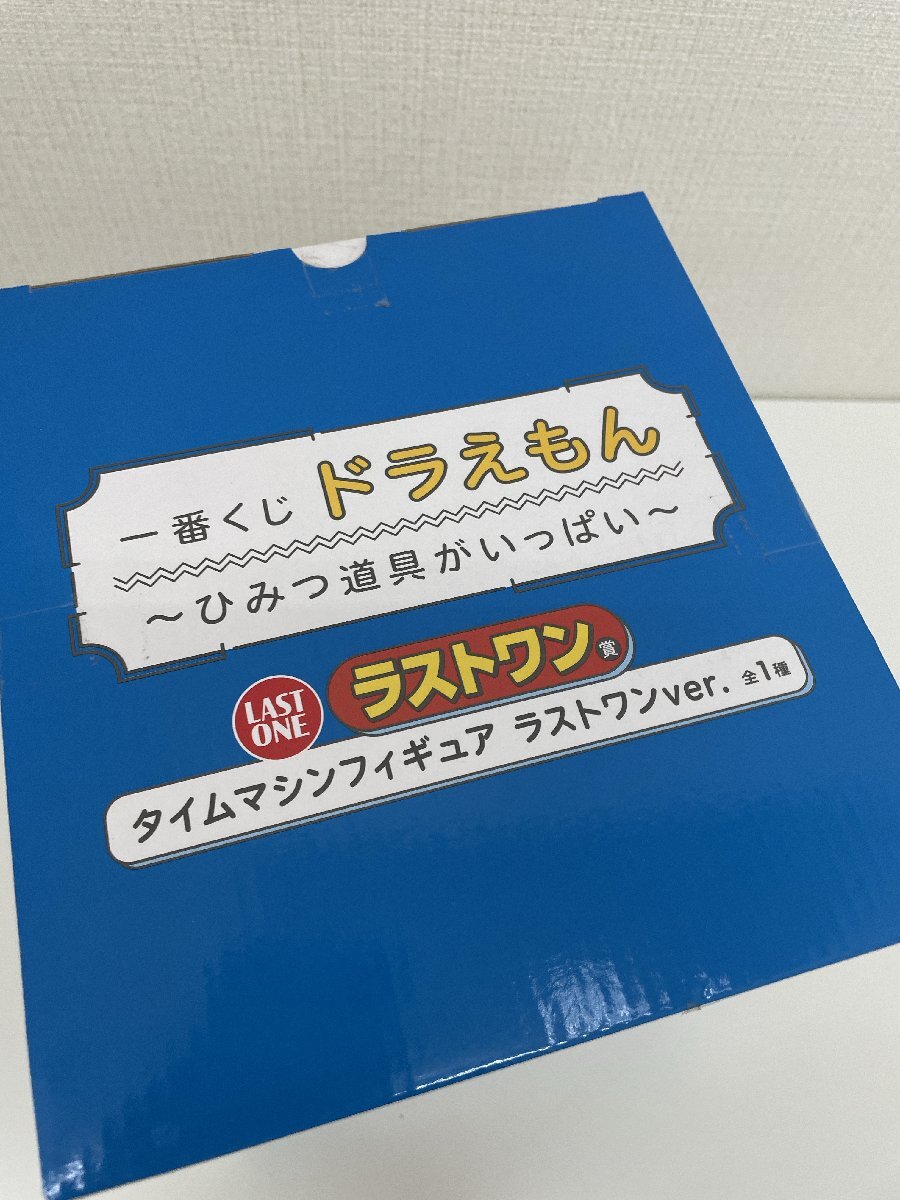 一番くじ ドラえもん
～ひみつ道具がいっぱい～
LAST
ONE
ラストワン賞
タイムマシンフィギュア ラストワンver. 全1種